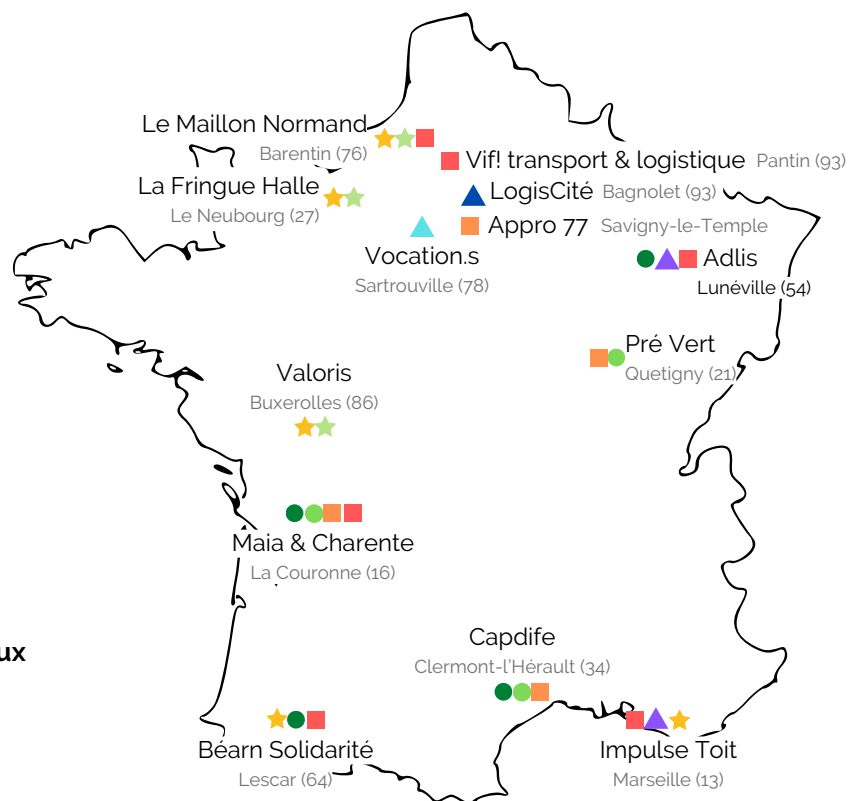 Le Maillon Normand
Barentin (76)
Vif! transport & logistique Pantin (93)
La Fringue Halle
Le Neubourg (27)
LogisCité Bagnolet (93)
Appro 77 Savigny-le-Temple
Vocation.s
Sartrouville (78)
Adlis
Lunéville (54)
Pré Vert
Quetigny (21)
Valoris
Buxerolles (86)
Maia & Charente
La Couronne (16)
ux
Capdife
Clermont-l'Hérault (34)
Béarn Solidarité
Lescar (64)
Impulse Toit
Marseille (13)